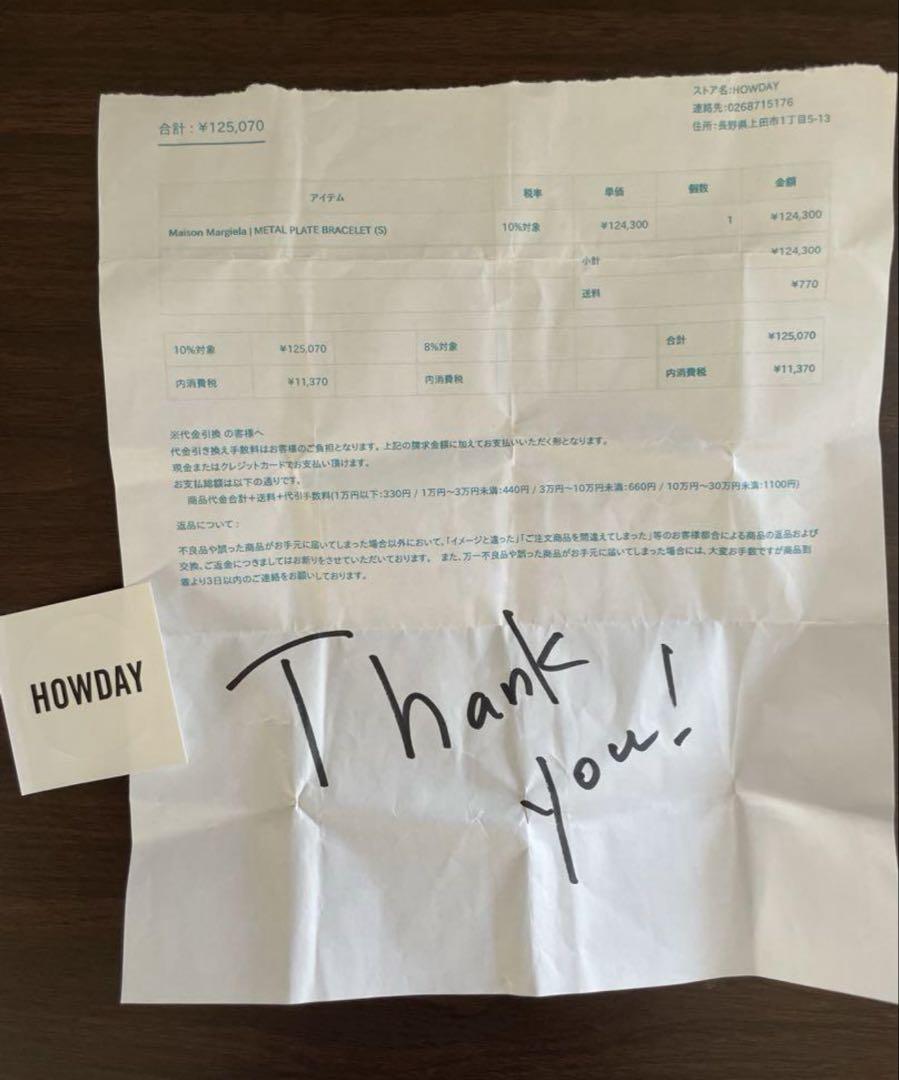 合計：¥125,070
ストア名:HOWDAY
連絡先:0268715176
住所:長野県上田市1丁目5-13
アイテム 税率 単価 個数 金額
Maison Margiela | METAL PLATE BRACELET (S) 10%対象 ¥124,300 1 ¥124,300
小計 ¥124,300
送料 ¥770
10%対象 ¥125,070 8%対象 合計 ¥125,070
内消費税 ¥11,370 内消費税 内消費税 ¥11,370
※代金引換 の客様へ
代金引き換え手数料はお客様のご負担となります。上記の請求金額に加えてお支払いいただく形となります。
現金またはクレジットカードでお支払い頂けます。
お支払総額は以下の通りです。
商品代金合計+送料+代引手数料(1万円以下:330円 / 1万円〜3万円未満:440円 / 3万円〜10万円未満:660円 / 10万円〜30万円未満:1100円)
返品について：
不良品や誤った商品がお手元に届いてしまった場合以外において、「イメージと違った」「ご注文商品を間違えてしまった」等のお客様都合による商品の返品および
交換、ご返金につきましてはお断りをさせていただいております。 また、万一不良品や誤った商品がお手元に届いてしまった場合には、大変お手数ですが商品到
着より3日以内のご連絡をお願いしております。
HOWDAY
Thank
you!